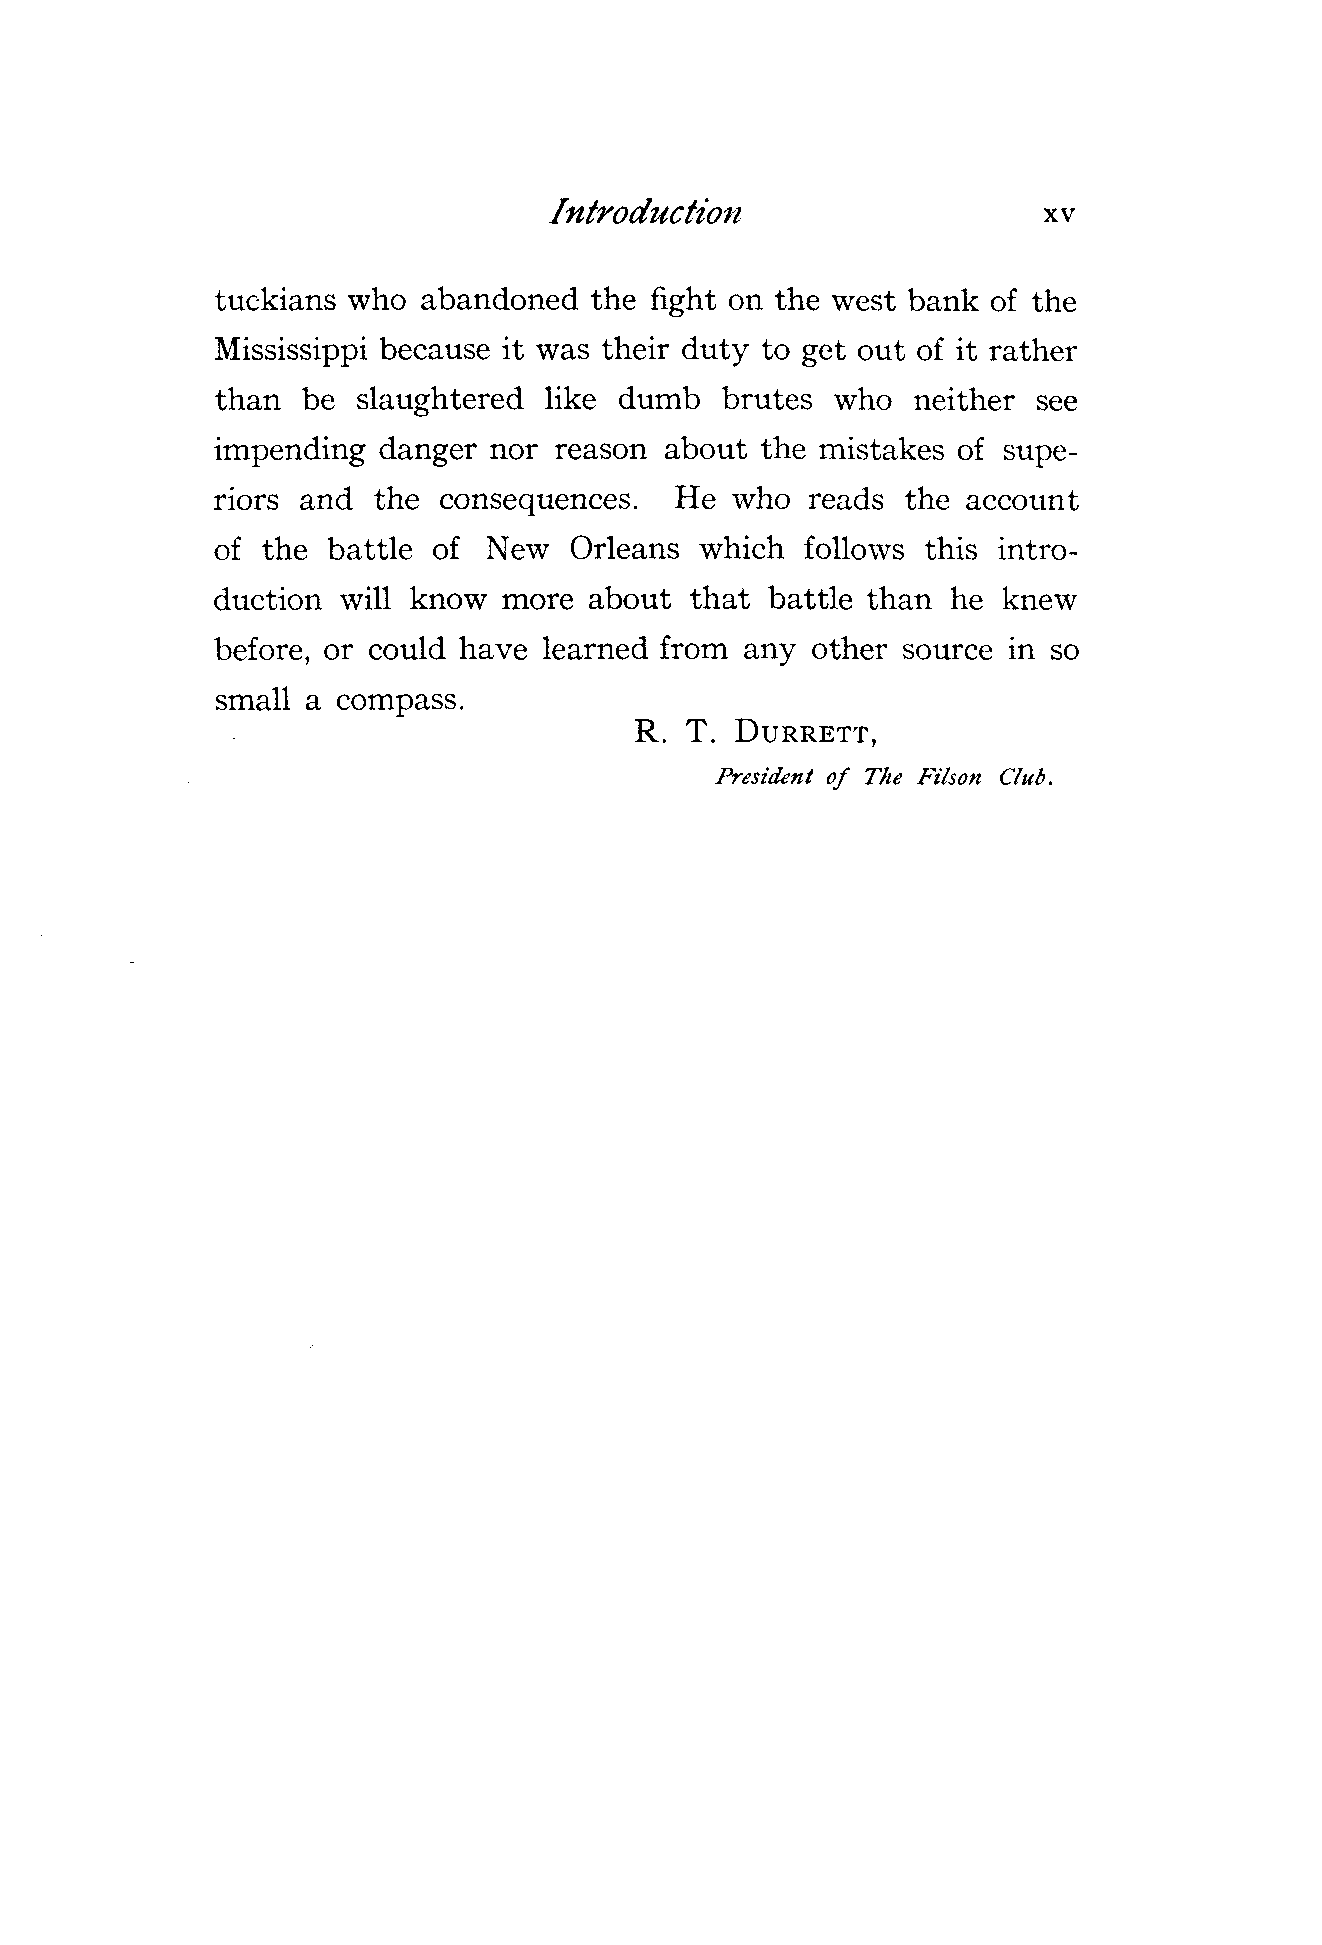 Introduction xv
tuckians who abandoned the fight on the west bank of the
Mississippi because it was their duty to get out of it rather
than be slaughtered like dumb brutes who neither see
impending danger nor reason about the mistakes of supe-
riors and the consequences. He who reads the account
of the battle of New Orleans which follows this intro-
duction will know more about that battle than he knew
before, or could have learned from any other source in so
small a compass.
R. T. DURRETT,
President of The Filson Club.